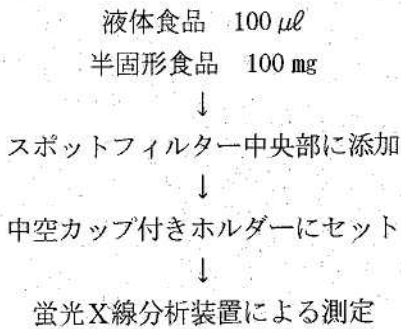 液体食品 100 μℓ
半固形食品 100 mg
↓
スポットフィルター中央部に添加
↓
中空カップ付きホルダーにセット
↓
蛍光X線分析装置による測定